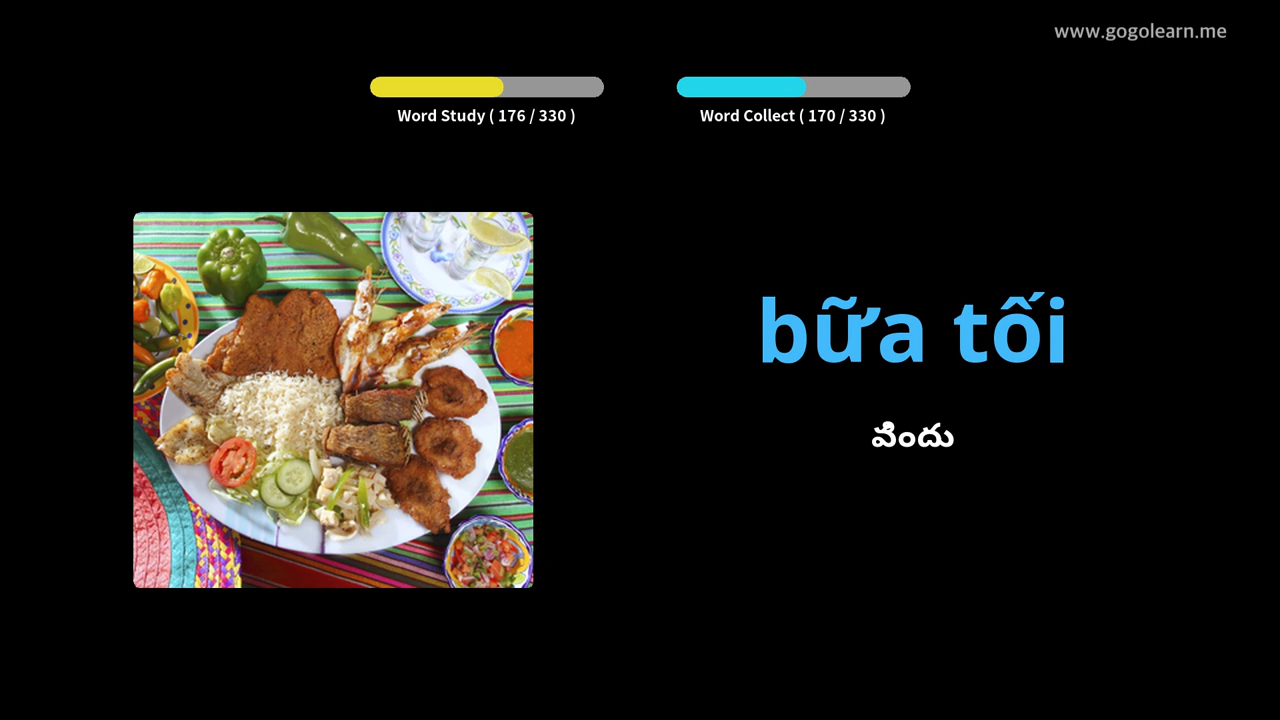 www.gogolearn.me
Word Study ( 176 / 330 )
Word Collect ( 170 / 330 )
bữa tối
విందు